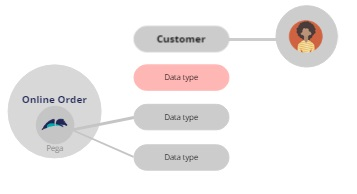 Customer
Data type
Online Order
Data type
Pega
Data type